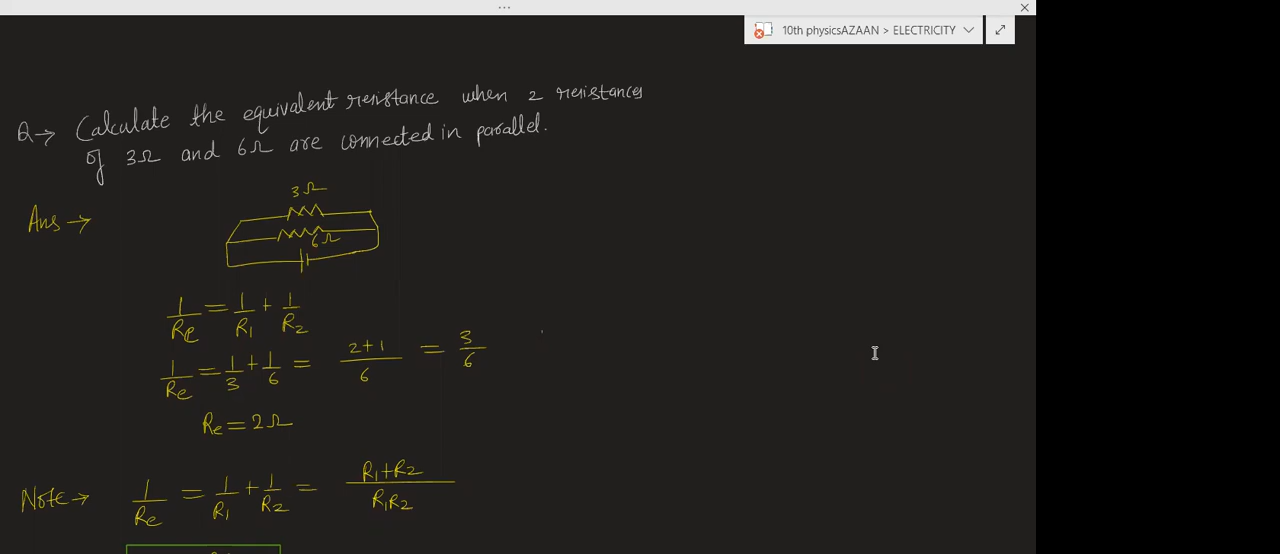 10th physicsAZAAN > ELECTRICITY
Q→ Calculate the equivalent resistance when 2 resistances
of 3Ω and 6Ω are connected in parallel.
3Ω
Ans →
6Ω
1/Re = 1/R1 + 1/R2
1/Re = 1/3 + 1/6 = 2+1/6 = 3/6
Re = 2Ω
Note → 1/Re = 1/R1 + 1/R2 = R1+R2/R1R2